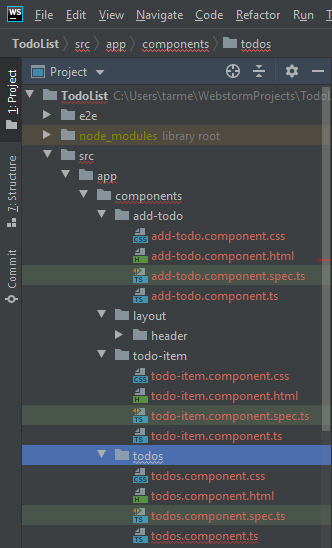 WS File Edit View Navigate Code Refactor Run
TodoList src app components todos
Project
TodoList C:\Users\tarme\WebstormProjects\Todo
e2e
node_modules library root
src
app
components
add-todo
CSS add-todo.component.css
H add-todo.component.html
TS add-todo.component.spec.ts
TS add-todo.component.ts
layout
header
todo-item
CSS todo-item.component.css
H todo-item.component.html
TS todo-item.component.spec.ts
TS todo-item.component.ts
todos
CSS todos.component.css
H todos.component.html
TS todos.component.spec.ts
TS todos.component.ts
1: Project
7: Structure
Commit